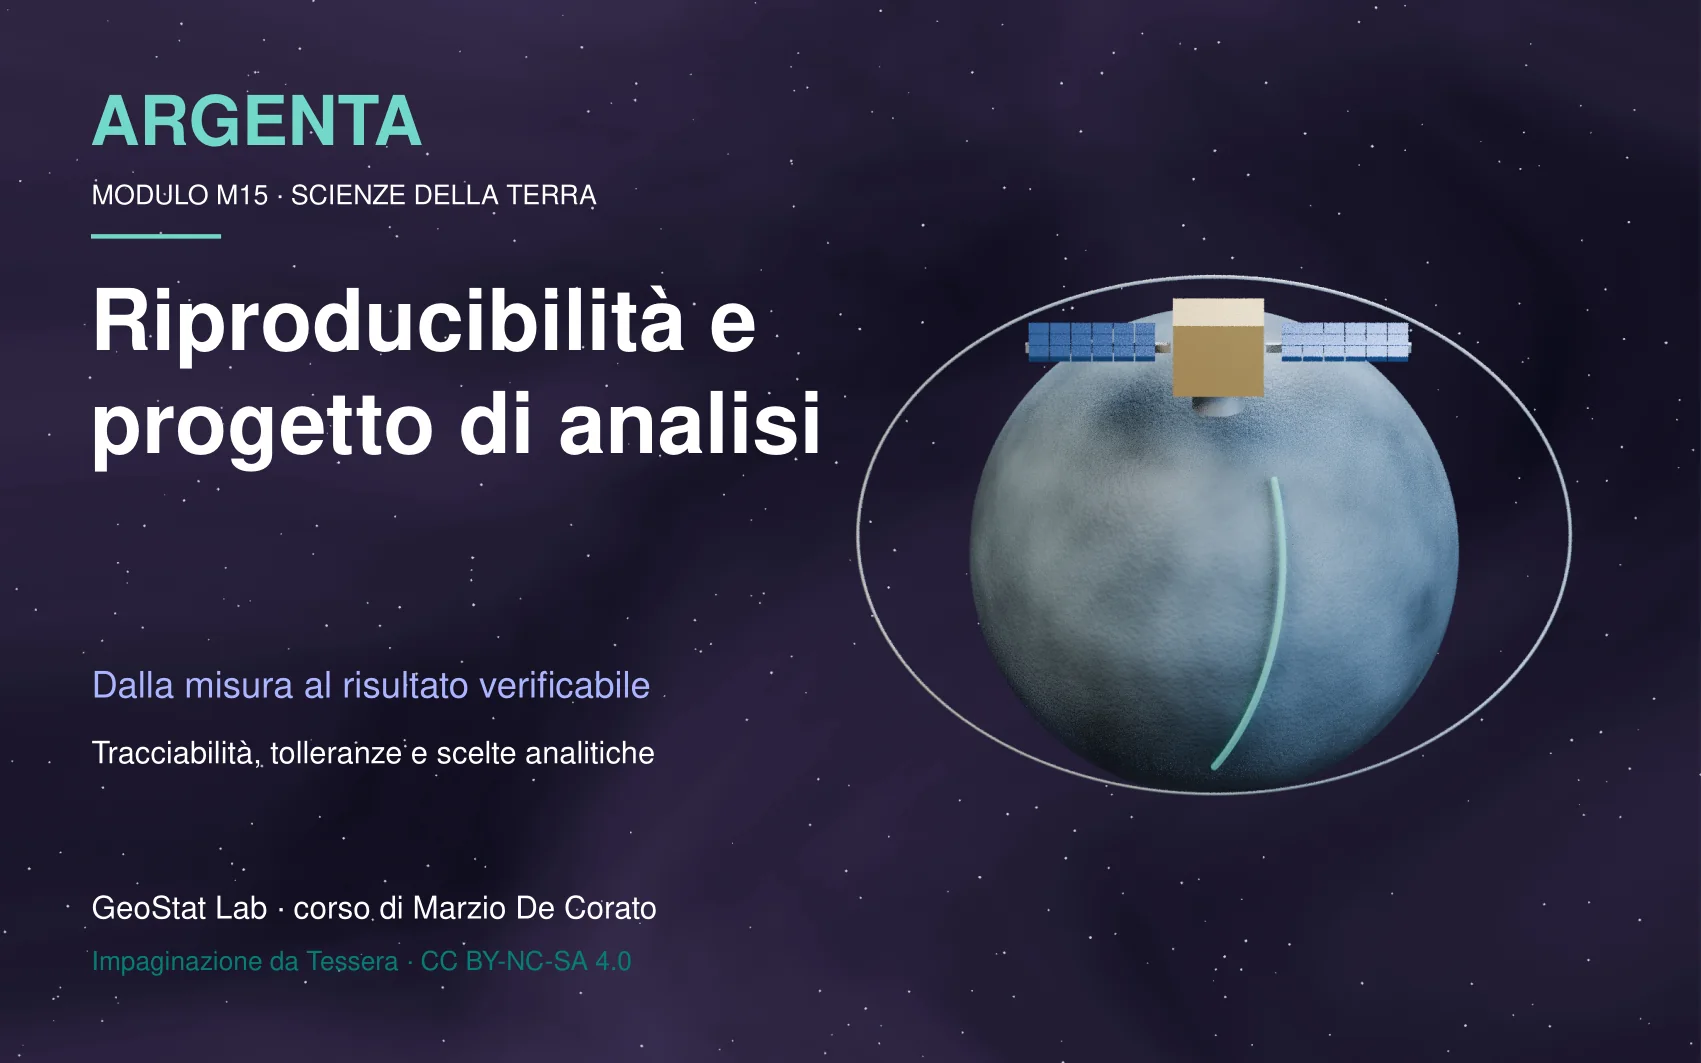 ARGENTA
MODULO M15 · SCIENZE DELLA TERRA
Riproducibilità e
progetto di analisi
Dalla misura al risultato verificabile
Tracciabilità, tolleranze e scelte analitiche
GeoStat Lab · corso di Marzio De Corato
Impaginazione da Tessera · CC BY-NC-SA 4.0